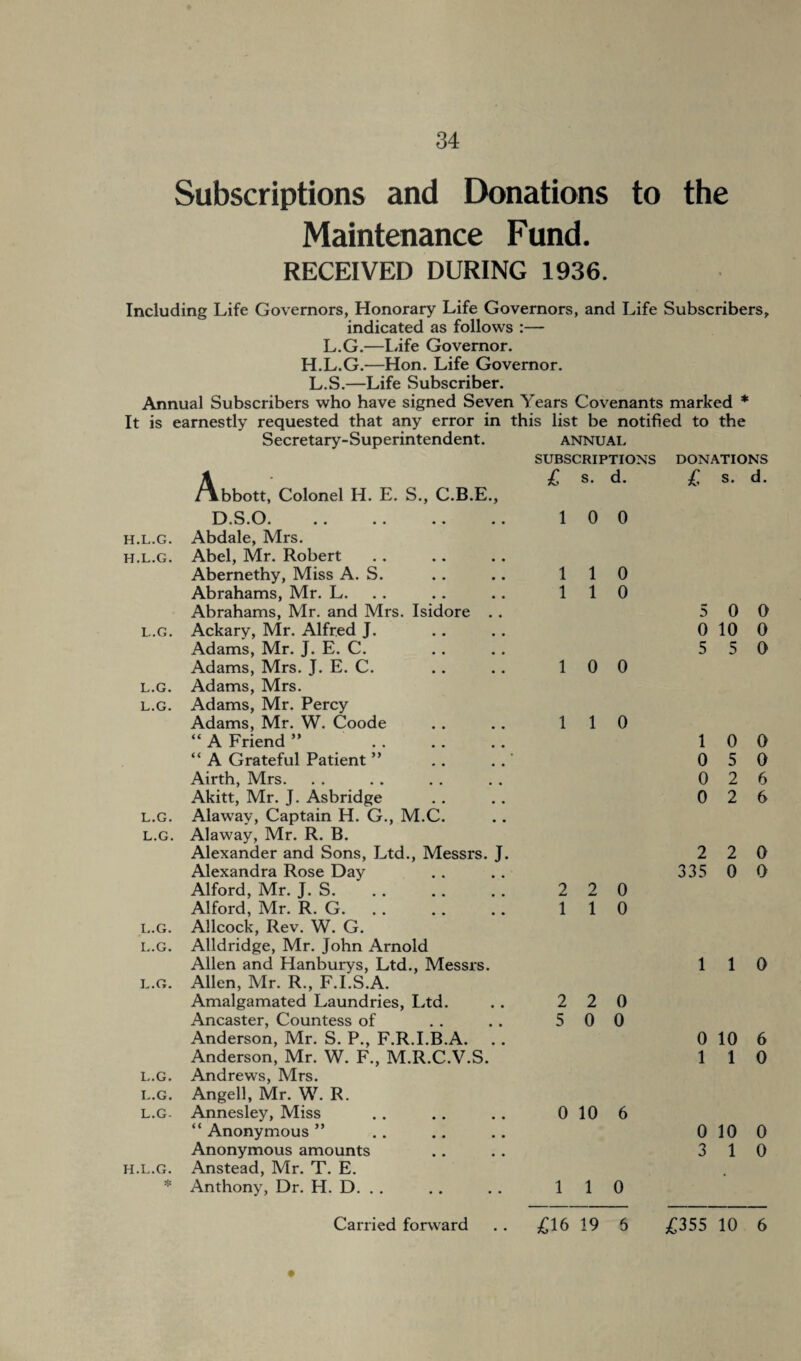 34
Subscriptions and Donations to the
Maintenance Fund.
RECEIVED DURING 1936.
Including Life Governors, Honorary Life Governors, and Life Subscribers,
indicated as follows :—
L.G.—Life Governor.
H.L.G.—Hon. Life Governor.
L.S.—Life Subscriber.
Annual Subscribers who have signed Seven Years Covenants marked *
It is earnestly requested that any error in this list be notified to the
Secretary-Superintendent. ANNUAL
SUBSCRIPTIONS DONATIONS
£ s. d. £ s. d.
Abbott, Colonel H. E. S., C.B.E.,
D.S.O. .. .. .. .. 1 0 0
H.L.G. Abdale, Mrs.
H.L.G. Abel, Mr. Robert .. .. ..
Abernethy, Miss A. S. .. .. 1 1 0
Abrahams, Mr. L. .. .. .. 1 1 0
Abrahams, Mr. and Mrs. Isidore .. 5 0 0
L.G. Ackary, Mr. Alfred J. .. .. 0 10 0
Adams, Mr. J. E. C. .. .. 5 5 0
Adams, Mrs. J. E. C. .. .. 1 0 0
L.G. Adams, Mrs.
L.G. Adams, Mr. Percy
Adams, Mr. W. Coode .. .. 1 1 0
“ A Friend ” .. .. .. 1 0 0
“ A Grateful Patient ” .. .. 0 5 0
Airth, Mrs. .. .. .. .. 0 2 6
Akitt, Mr. J. Asbridge .. .. 0 2 6
L.G. Alaway, Captain H. G., M.C. ..
L.G. Alaway, Mr. R. B.
Alexander and Sons, Ltd., Messrs. J. 2 2 0
Alexandra Rose Day .. .. 335 0 0
Alford, Mr. J. S. .. .. .. 2 2 0
Alford, Mr. R. G. .. .. .. 1 1 0
L.G. Allcock, Rev. W. G.
L.G. Alldridge, Mr. John Arnold
Allen and Hanburys, Ltd., Messrs. 1 1 0
L.G. Allen, Mr. R., F.I.S.A.
Amalgamated Laundries, Ltd. .. 2 2 0
Ancaster, Countess of .. .. 5 0 0
Anderson, Mr. S. P., F.R.I.B.A. .. 0 10 6
Anderson, Mr. W. F., M.R.C.V.S. 1 1 0
L.G. Andrews, Mrs.
L.G. Angell, Mr. W. R.
L.G. Annesley, Miss .. .. .. 0 10 6
“ Anonymous ” .. .. .. 0 10 0
Anonymous amounts .. .. 3 1 0
H.L.G. Anstead, Mr. T. E.
* Anthony, Dr. H. D. .. .. .. 1 1 0
Carried forward .. £16 19 6 £355 10 6